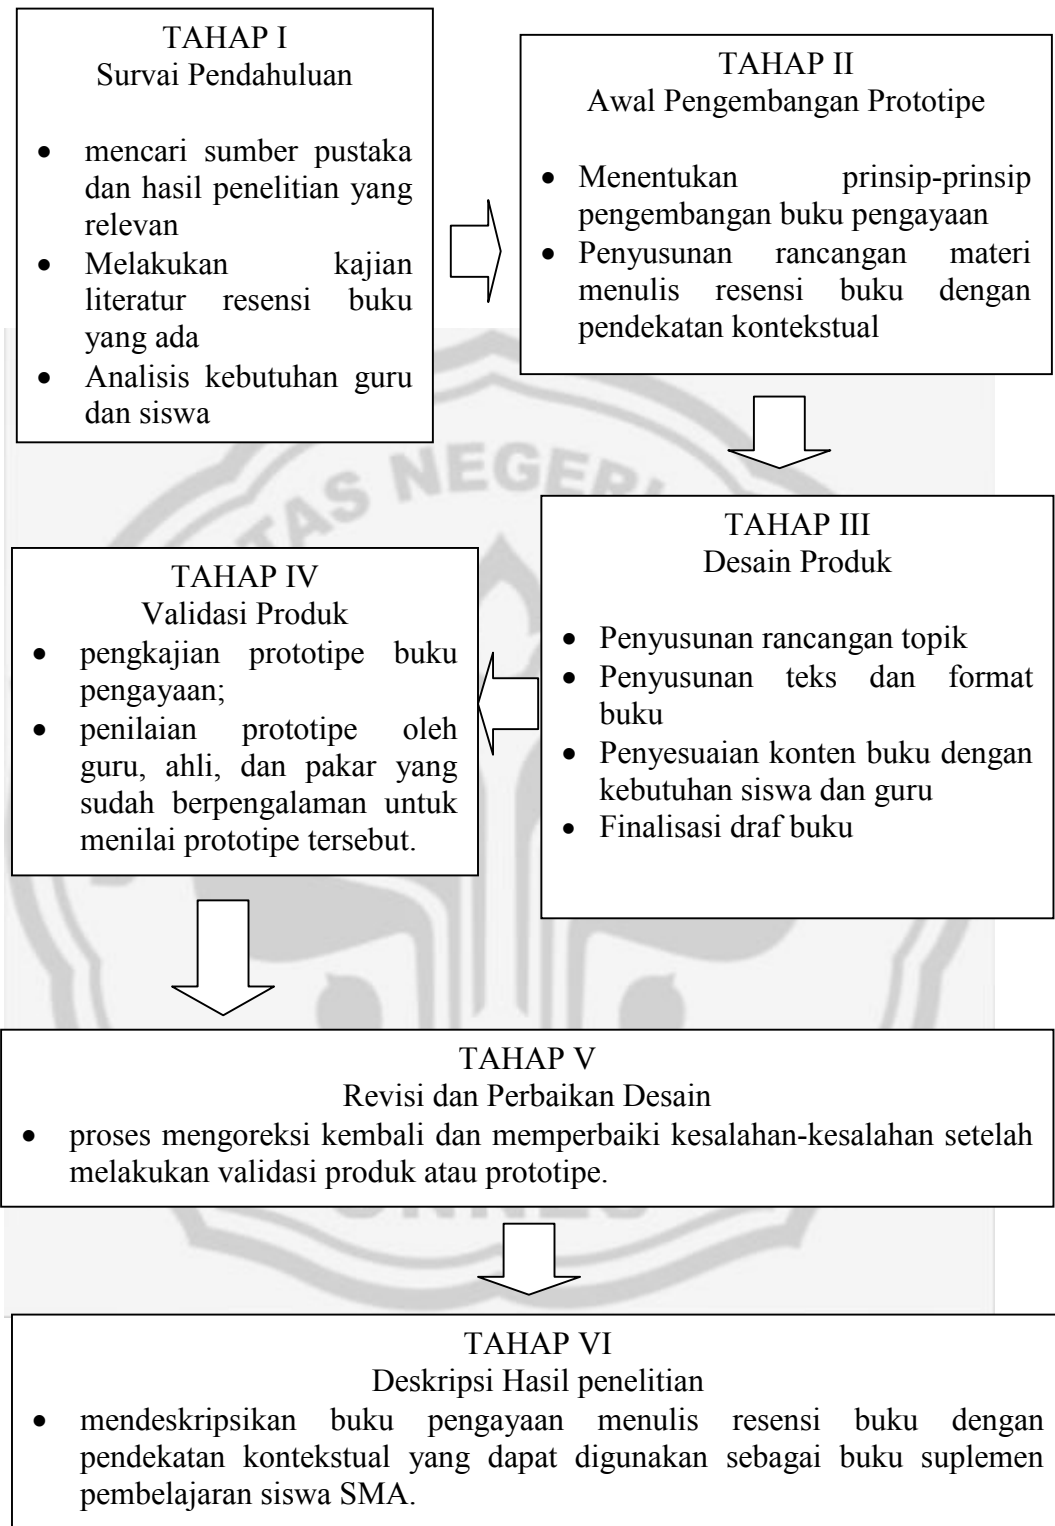 TAHAP I
Survai Pendahuluan
• mencari sumber pustaka
dan hasil penelitian yang
relevan
• Melakukan kajian
literatur resensi buku
yang ada
• Analisis kebutuhan guru
dan siswa
TAHAP II
Awal Pengembangan Prototipe
• Menentukan prinsip-prinsip
pengembangan buku pengayaan
• Penyusunan rancangan materi
menulis resensi buku dengan
pendekatan kontekstual
TAHAP III
Desain Produk
• Penyusunan rancangan topik
• Penyusunan teks dan format
buku
• Penyesuaian konten buku dengan
kebutuhan siswa dan guru
• Finalisasi draf buku
TAHAP IV
Validasi Produk
• pengkajian prototipe buku
pengayaan;
• penilaian prototipe oleh
guru, ahli, dan pakar yang
sudah berpengalaman untuk
menilai prototipe tersebut.
TAHAP V
Revisi dan Perbaikan Desain
• proses mengoreksi kembali dan memperbaiki kesalahan-kesalahan setelah
melakukan validasi produk atau prototipe.
TAHAP VI
Deskripsi Hasil penelitian
• mendeskripsikan buku pengayaan menulis resensi buku dengan
pendekatan kontekstual yang dapat digunakan sebagai buku suplemen
pembelajaran siswa SMA.
NEGERI